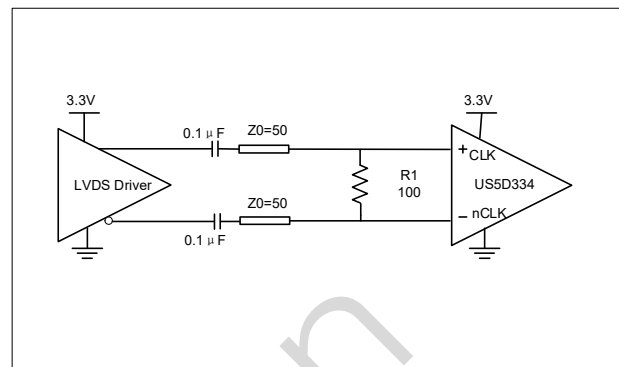 3.3V
3.3V
0.1 μF
Z0=50
+
CLK
LVDS Driver
R1
100
US5D334
Z0=50
− nCLK
0.1 μF